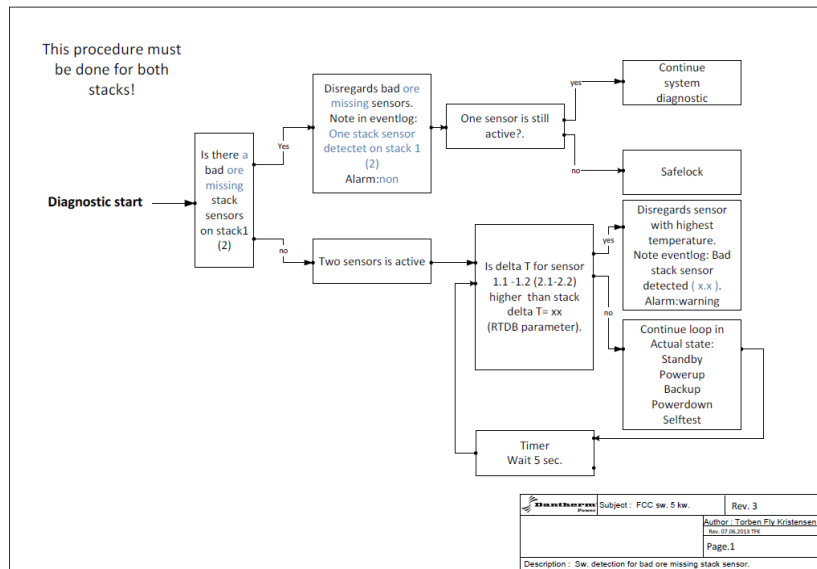 This procedure must
be done for both
stacks!
Diagnostic start
Is there a
bad ore
missing
stack
sensors
on stack1
(2)
Yes
no
Disregards bad ore
missing sensors.
Note in eventlog:
One stack sensor
detectet on stack 1
(2)
Alarm:non
One sensor is still
active?.
yes
no
Continue
system
diagnostic
Safelock
Two sensors is active
Is delta T for sensor
1.1 -1.2 (2.1-2.2)
higher than stack
delta T= xx
(RTDB parameter).
yes
no
Disregards sensor
with highest
temperature.
Note eventlog: Bad
stack sensor
detected ( x.x ).
Alarm:warning
Continue loop in
Actual state:
Standby
Powerup
Backup
Powerdown
Selftest
Timer
Wait 5 sec.
Dantherm
Power
Subject : FCC sw. 5 kw.
Rev. 3
Author : Torben Fly Kristensen
Rev. 07.06.2013 TFK
Page.1
Description : Sw. detection for bad ore missing stack sensor.